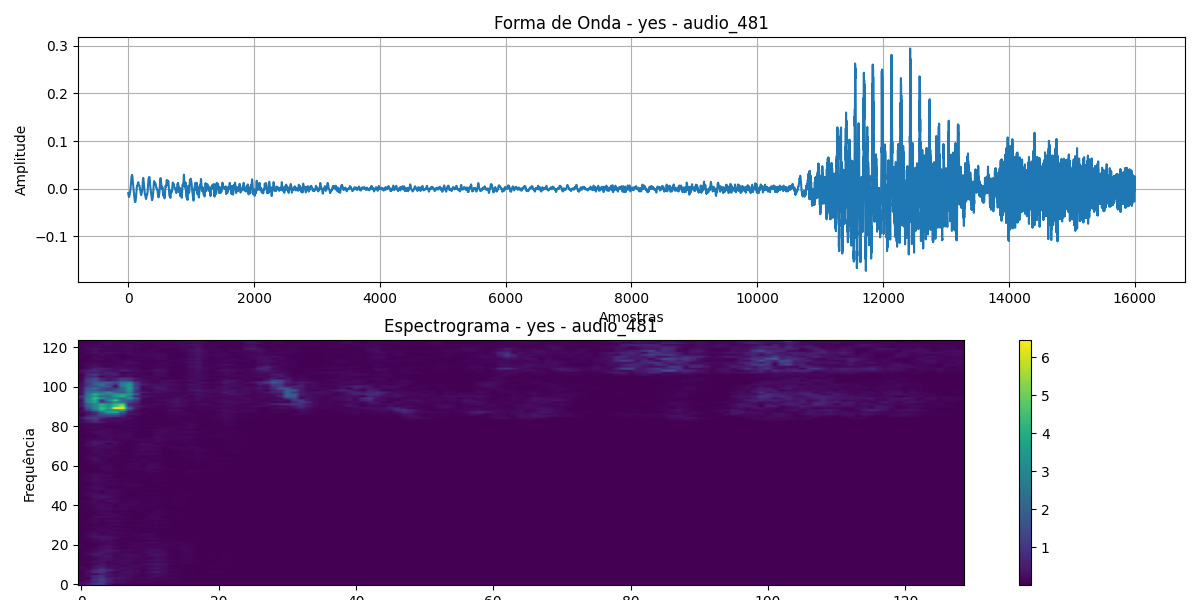 Forma de Onda - yes - audio_481
0.3
0.2
0.1
0.0
−0.1
Amplitude
0 2000 4000 6000 8000 10000 12000 14000 16000
Amostras
Espectrograma - yes - audio_481
120
100
80
60
40
20
0
Frequência
6
5
4
3
2
1
0 20 40 60 80 100 120